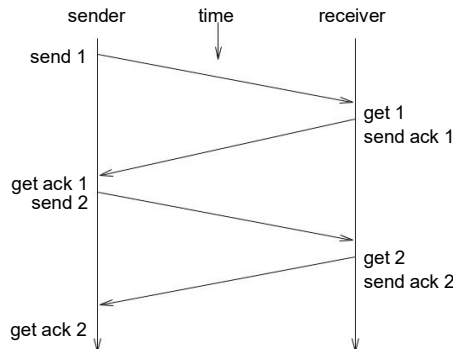 sender time receiver
send 1
get 1
send ack 1
get ack 1
send 2
get 2
send ack 2
get ack 2